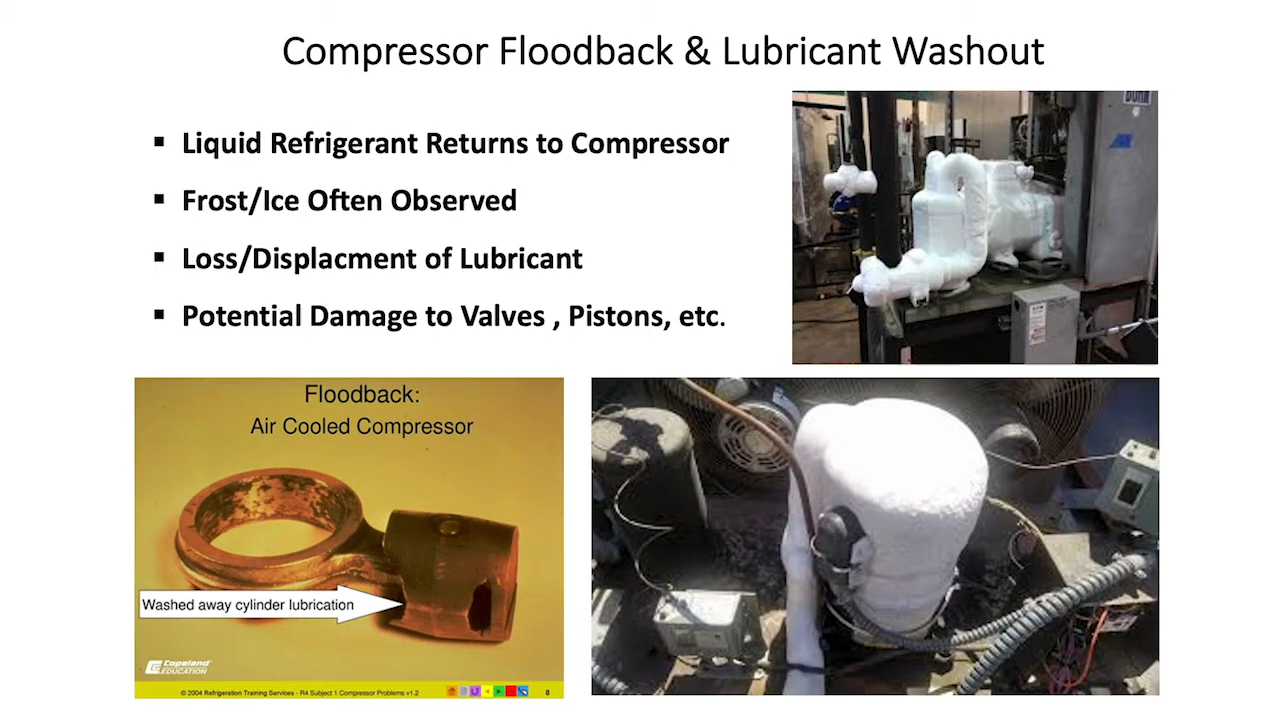 Compressor Floodback & Lubricant Washout
▪ Liquid Refrigerant Returns to Compressor
▪ Frost/Ice Often Observed
▪ Loss/Displacment of Lubricant
▪ Potential Damage to Valves , Pistons, etc.
Floodback:
Air Cooled Compressor
Washed away cylinder lubrication
Copeland
EDUCATION
© 2004 Refrigeration Training Services - R4 Subject 1 Compressor Problems v1.2
8